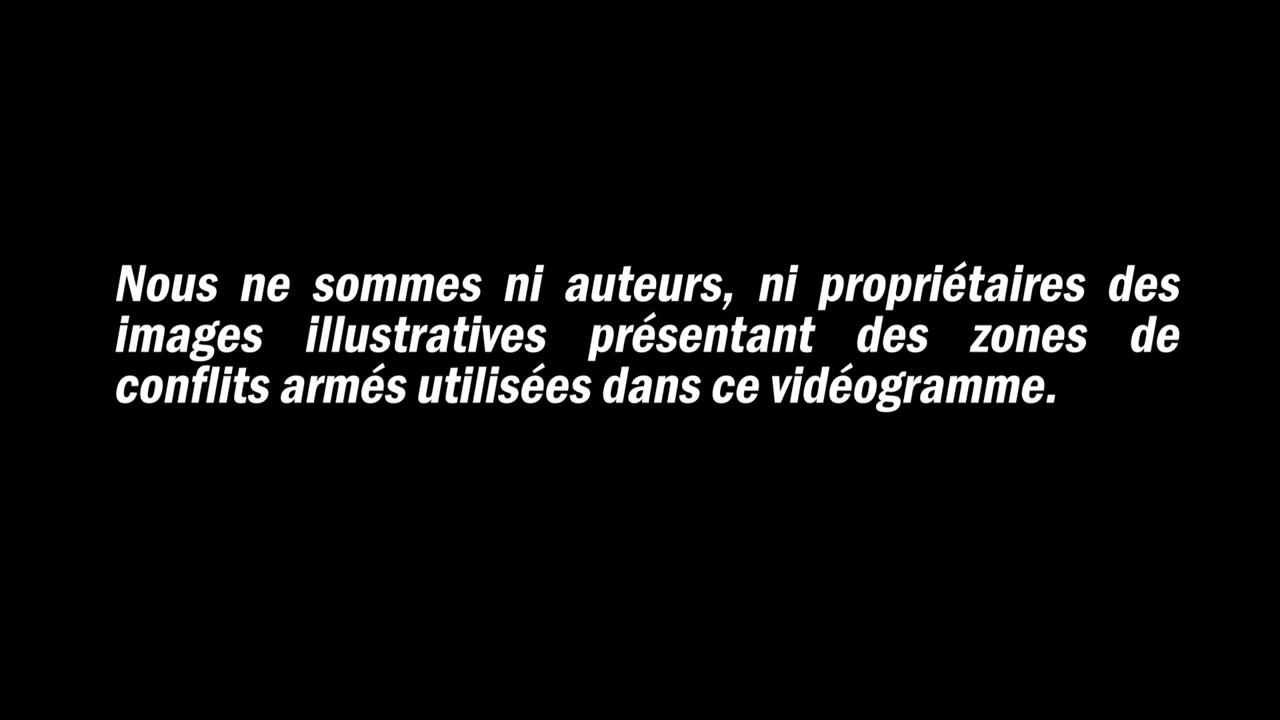 Nous ne sommes ni auteurs, ni propriétaires des
images illustratives présentant des zones de
conflits armés utilisées dans ce vidéogramme.